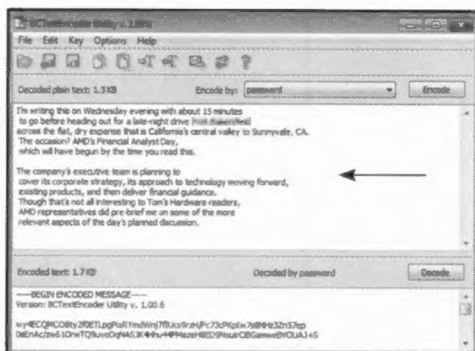 BCTextEncoder Utility v.
File Edit Key Options Help
Decoded plain text: 1.3 KB Encode by: password Encode
I'm writing this on Wednesday evening with about 15 minutes
to go before heading out for a late-night drive
across the flat, dry expanse that is California's central valley to Sunnyvale, CA.
The occasion? AMD's Financial Analyst Day,
which will have begun by the time you read this.
The company's executive team is planning to
cover its corporate strategy, its approach to technology moving forward,
existing products, and then deliver financial guidance.
Though that's not all interesting to Tom's Hardware readers,
AMD representatives did pre-brief me on some of the more
relevant aspects of the day's planned discussion.
Encoded text: 1.7 KB Decoded by password Decode
-----BEGIN ENCODED MESSAGE-----
Version: BCTextEncoder Utility v. 1.00.6